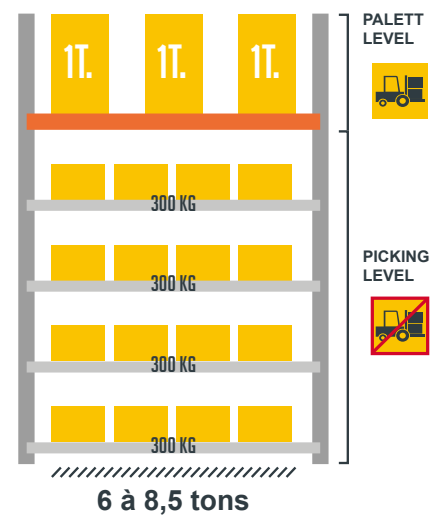 PALETT
LEVEL
1T. 1T. 1T.
300 KG
300 KG
PICKING
LEVEL
300 KG
300 KG
6 à 8,5 tons